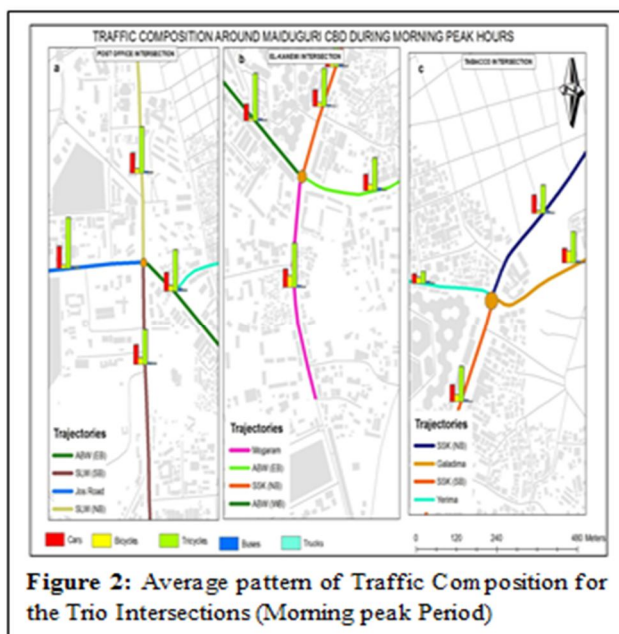 TRAFFIC COMPOSITION AROUND MAIDUGURI CBD DURING MORNING PEAK HOURS
POST OFFICE INTERSECTION
EL-KANEMI INTERSECTION
TABACCO INTERSECTION
a
b
c
Trajectories
ABW (EB)
SLW (SB)
Jos Road
SLW (NB)
Trajectories
Mogaram
ABW (EB)
SSK (NB)
ABW (WB)
Trajectories
SSK (NB)
Galadima
SSK (SB)
Yerima
Cars
Bicycles
Tricycles
Buses
Trucks
0 120 240 480 Meters
Figure 2: Average pattern of Traffic Composition for
the Trio Intersections (Morning peak Period)